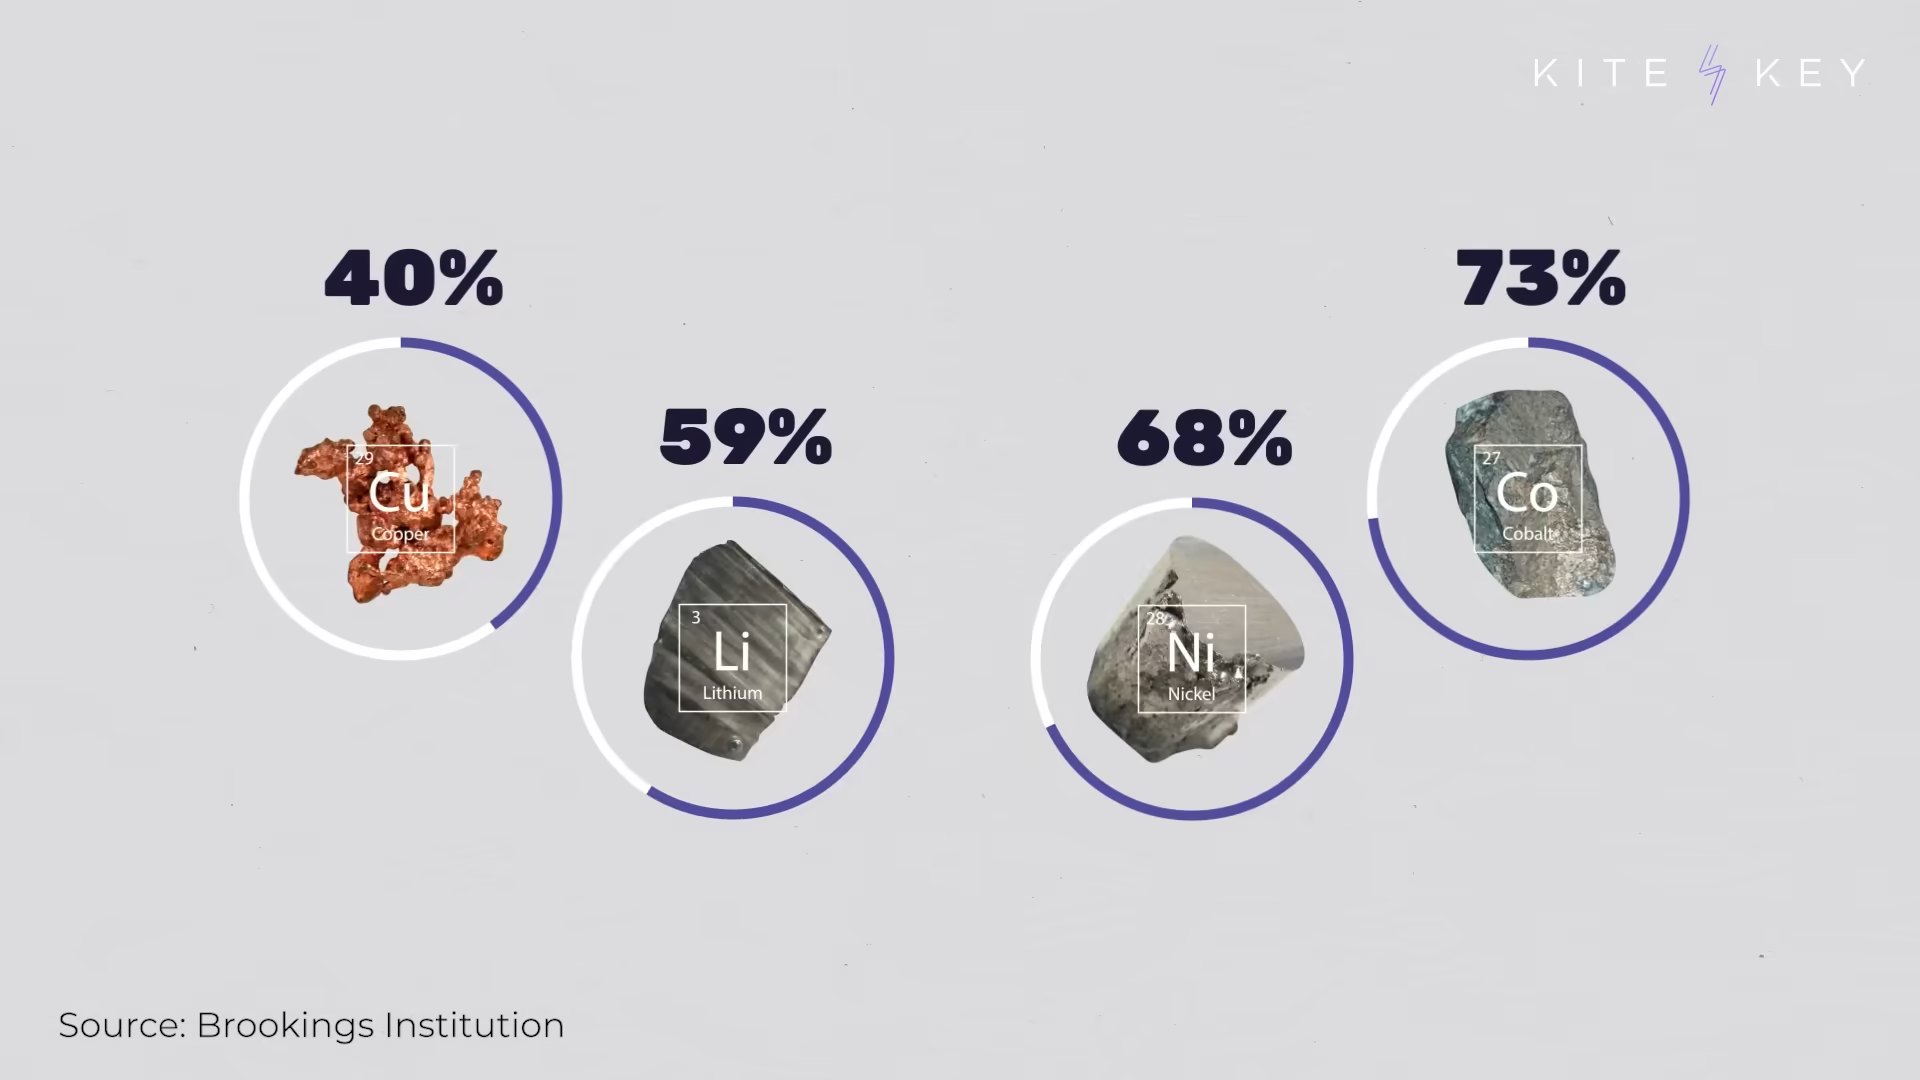 KITE KEY
40%
29
Cu
Copper
59%
3
Li
Lithium
68%
28
Ni
Nickel
73%
27
Co
Cobalt
Source: Brookings Institution